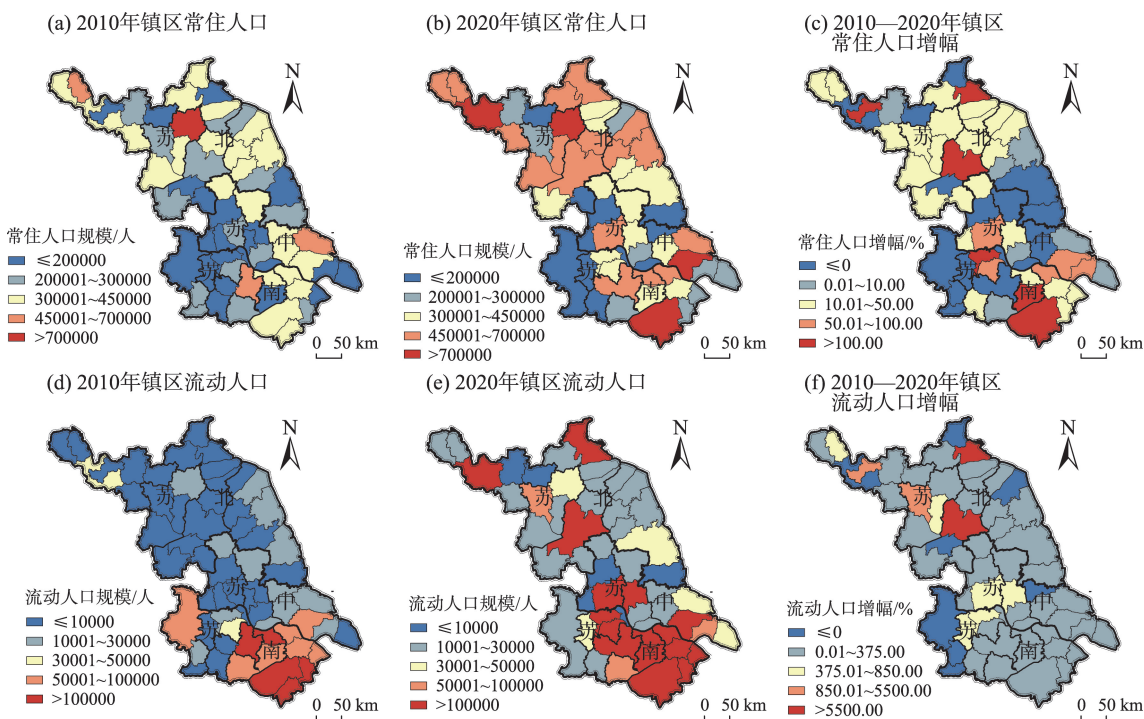 (a) 2010年镇区常住人口
N
苏
北
苏
中
苏
南
常住人口规模/人
≤200000
200001~300000
300001~450000
450001~700000
>700000
0 50 km
(b) 2020年镇区常住人口
N
苏
北
苏
中
苏
南
常住人口规模/人
≤200000
200001~300000
300001~450000
450001~700000
>700000
0 50 km
(c) 2010—2020年镇区
常住人口增幅
N
苏
北
苏
中
苏
南
常住人口增幅/%
≤0
0.01~10.00
10.01~50.00
50.01~100.00
>100.00
0 50 km
(d) 2010年镇区流动人口
N
苏
北
苏
中
苏
南
流动人口规模/人
≤10000
10001~30000
30001~50000
50001~100000
>100000
0 50 km
(e) 2020年镇区流动人口
N
苏
北
苏
中
苏
南
流动人口规模/人
≤10000
10001~30000
30001~50000
50001~100000
>100000
0 50 km
(f) 2010—2020年镇区
流动人口增幅
N
苏
北
苏
中
苏
南
流动人口增幅/%
≤0
0.01~375.00
375.01~850.00
850.01~5500.00
>5500.00
0 50 km